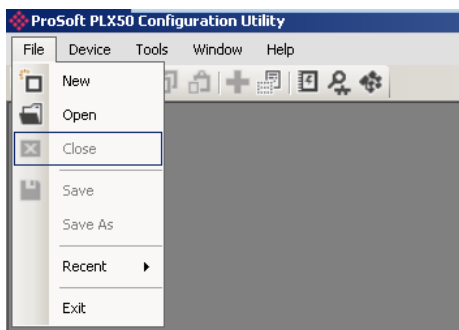 ProSoft PLX50 Configuration Utility
File Device Tools Window Help
New
Open
Close
Save
Save As
Recent
Exit